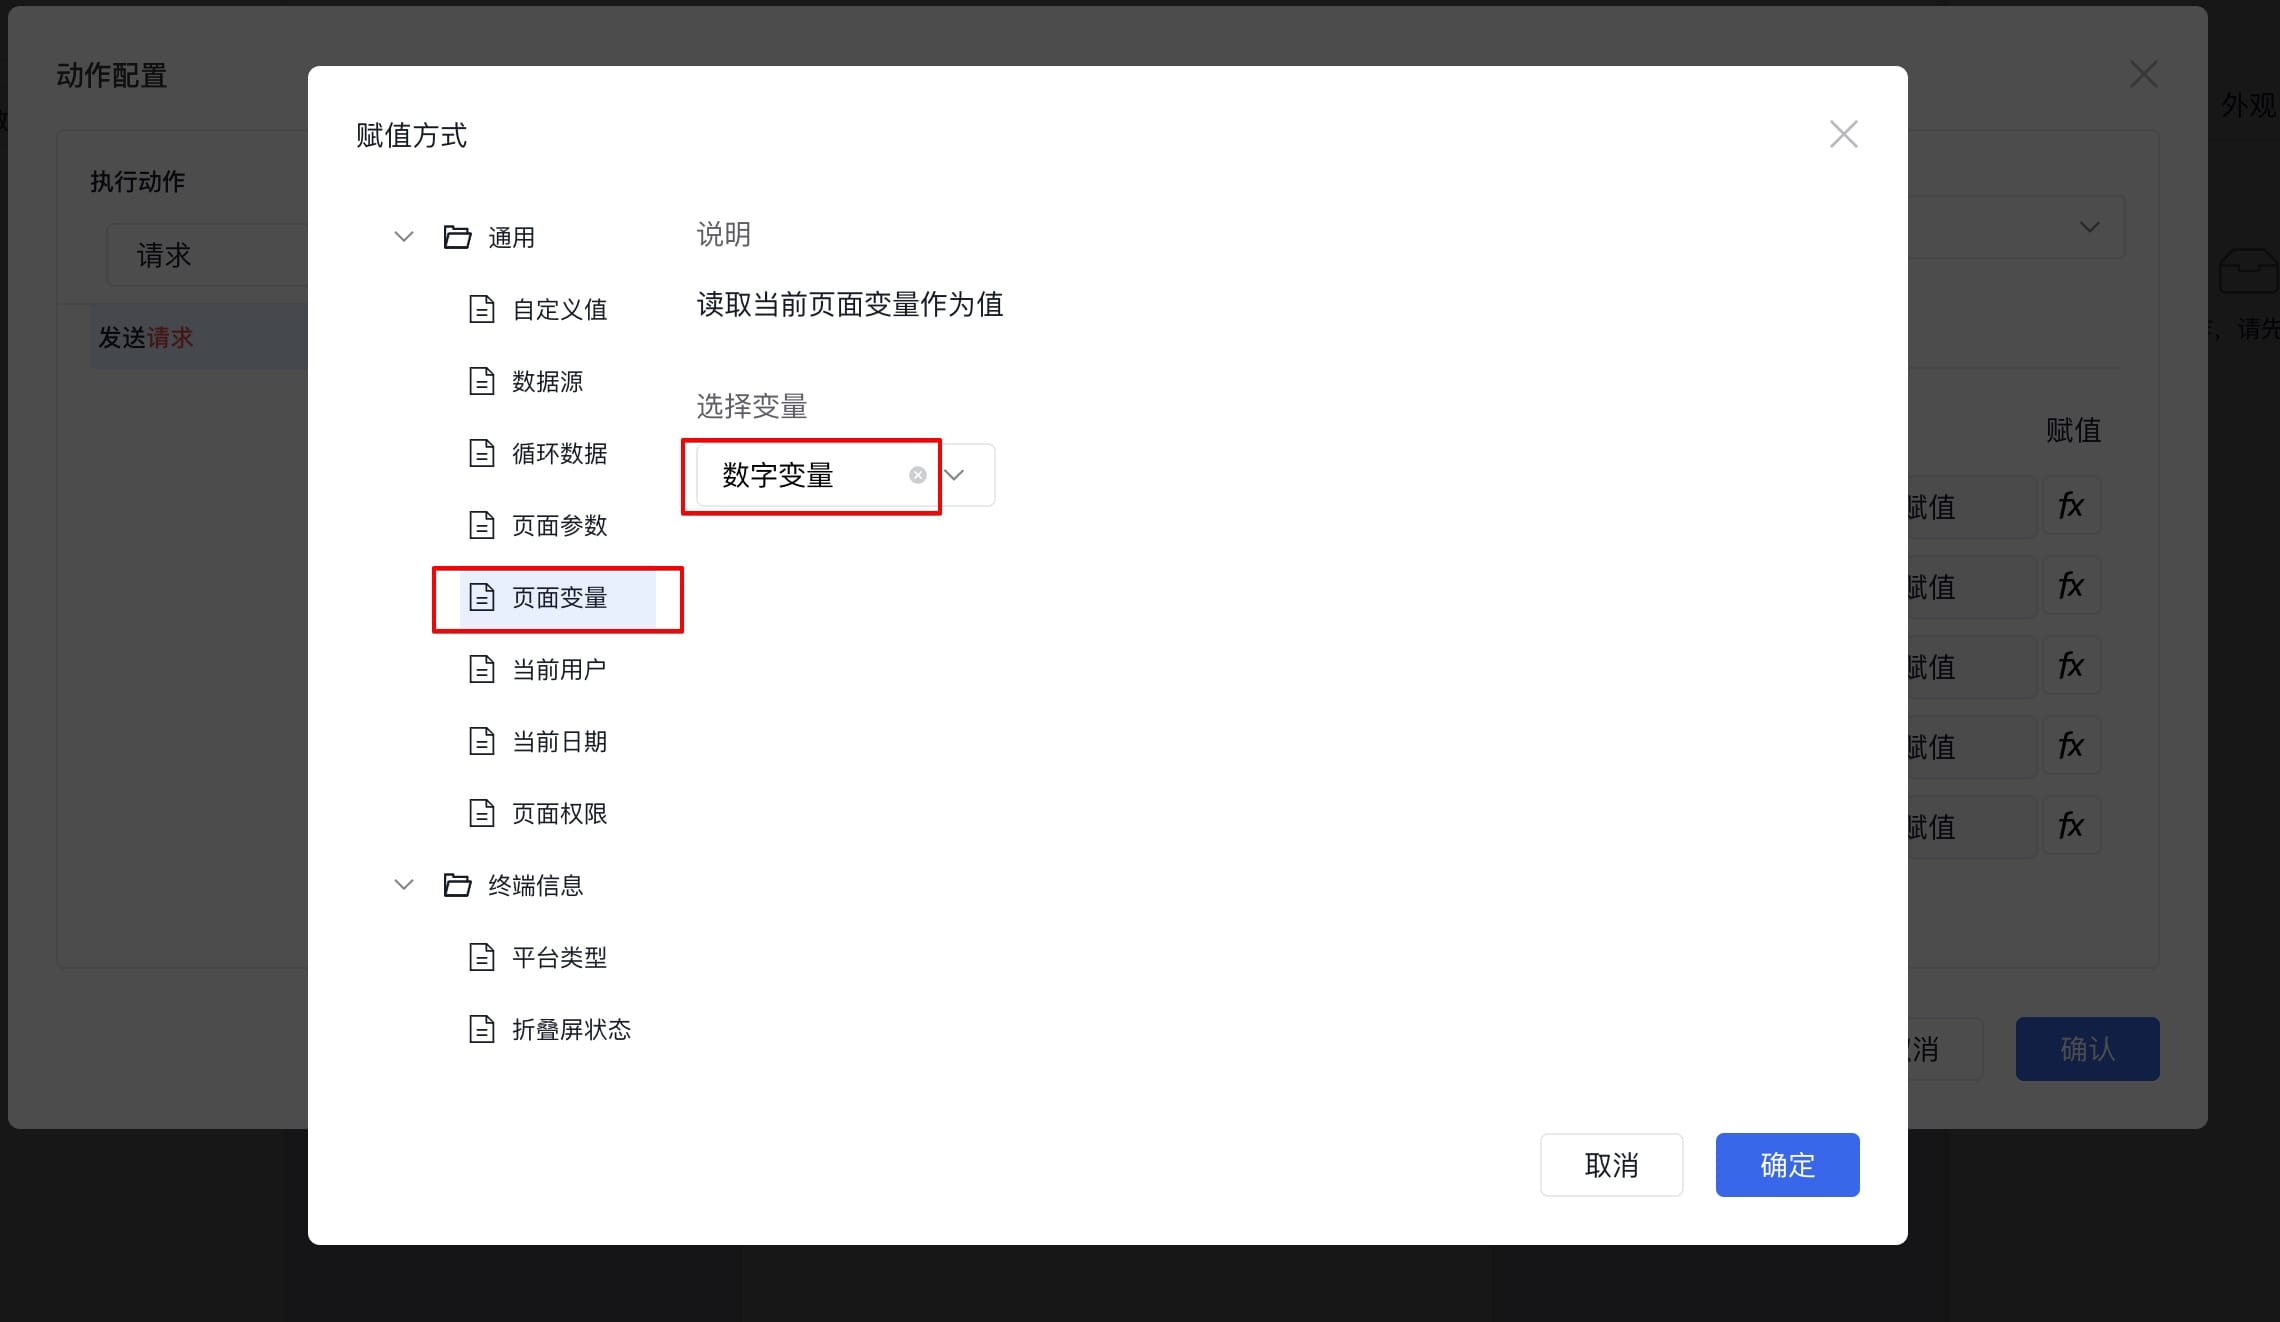 动作配置
外观
执行动作
请求
发送请求
赋值方式
通用
自定义值
数据源
循环数据
页面参数
页面变量
当前用户
当前日期
页面权限
终端信息
平台类型
折叠屏状态
说明
读取当前页面变量作为值
选择变量
数字变量
取消
确定
，请先
赋值
赋值 fx
赋值 fx
赋值 fx
赋值 fx
赋值 fx
消
确认